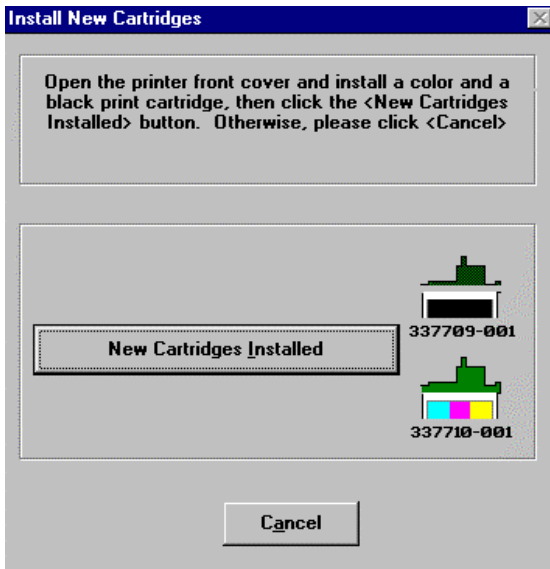 Install New Cartridges
Open the printer front cover and install a color and a
black print cartridge, then click the <New Cartridges
Installed> button.  Otherwise, please click <Cancel>
337709-001
New Cartridges Installed
337710-001
Cancel